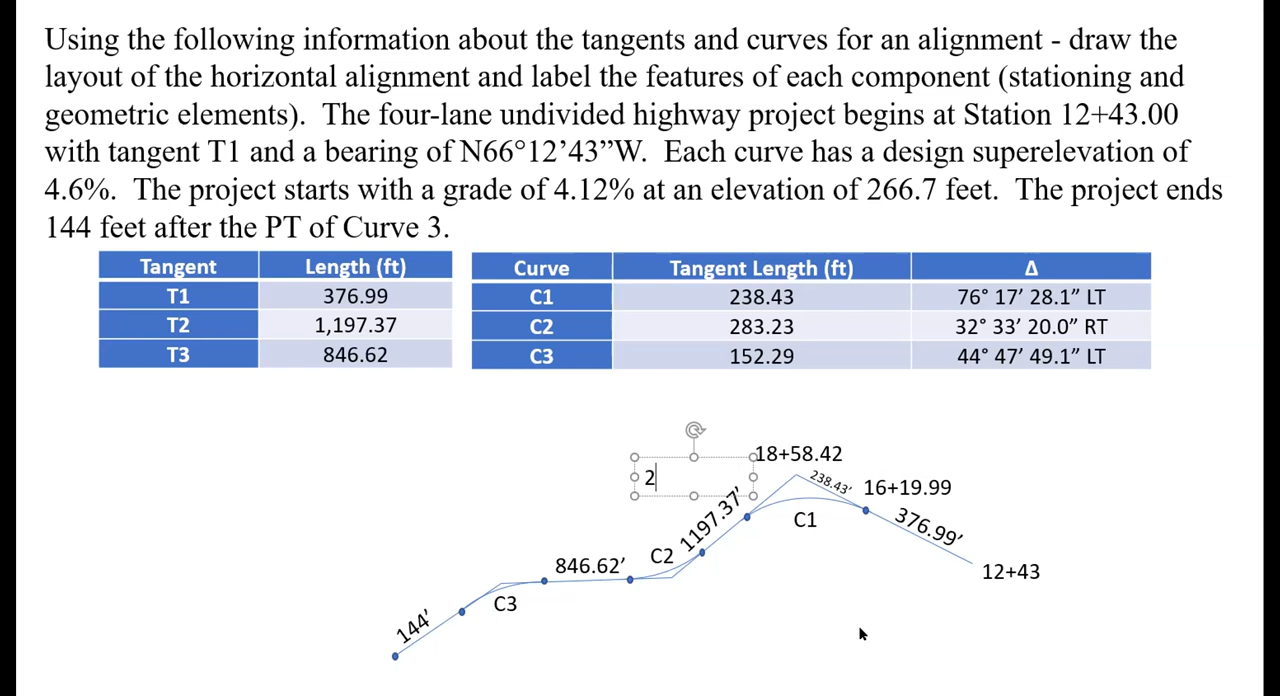 Using the following information about the tangents and curves for an alignment - draw the
layout of the horizontal alignment and label the features of each component (stationing and
geometric elements).  The four-lane undivided highway project begins at Station 12+43.00
with tangent T1 and a bearing of N66°12’43”W.  Each curve has a design superelevation of
4.6%.  The project starts with a grade of 4.12% at an elevation of 266.7 feet.  The project ends
144 feet after the PT of Curve 3.
Tangent Length (ft)
T1 376.99
T2 1,197.37
T3 846.62
Curve Tangent Length (ft) Δ
C1 238.43 76° 17’ 28.1” LT
C2 283.23 32° 33’ 20.0” RT
C3 152.29 44° 47’ 49.1” LT
18+58.42
2
238.43’
16+19.99
1197.37’
C1
376.99’
C2
846.62’
12+43
C3
144’